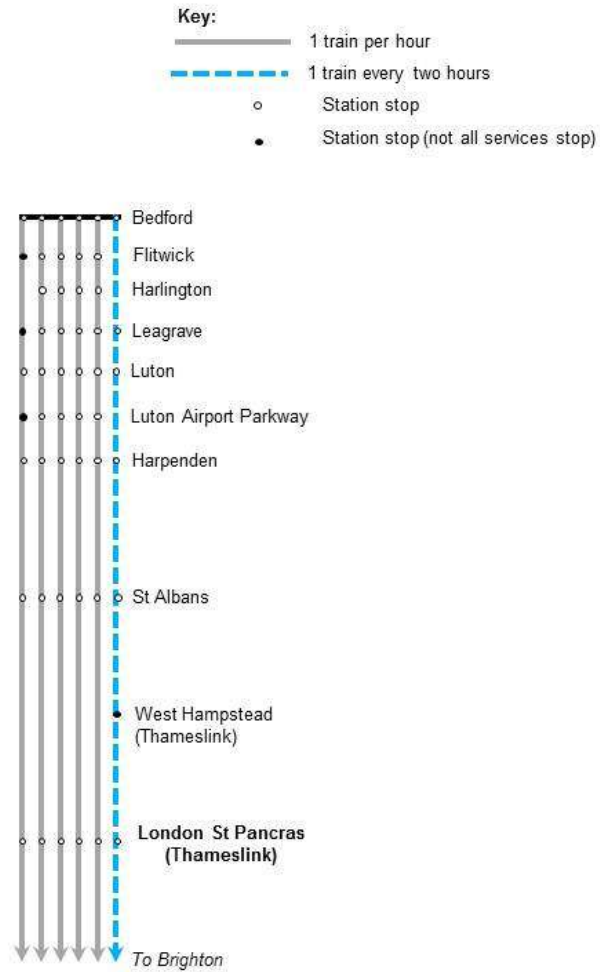 Key:
1 train per hour
1 train every two hours
Station stop
Station stop (not all services stop)
Bedford
Flitwick
Harlington
Leagrave
Luton
Luton Airport Parkway
Harpenden
St Albans
West Hampstead
(Thameslink)
London St Pancras
(Thameslink)
To Brighton